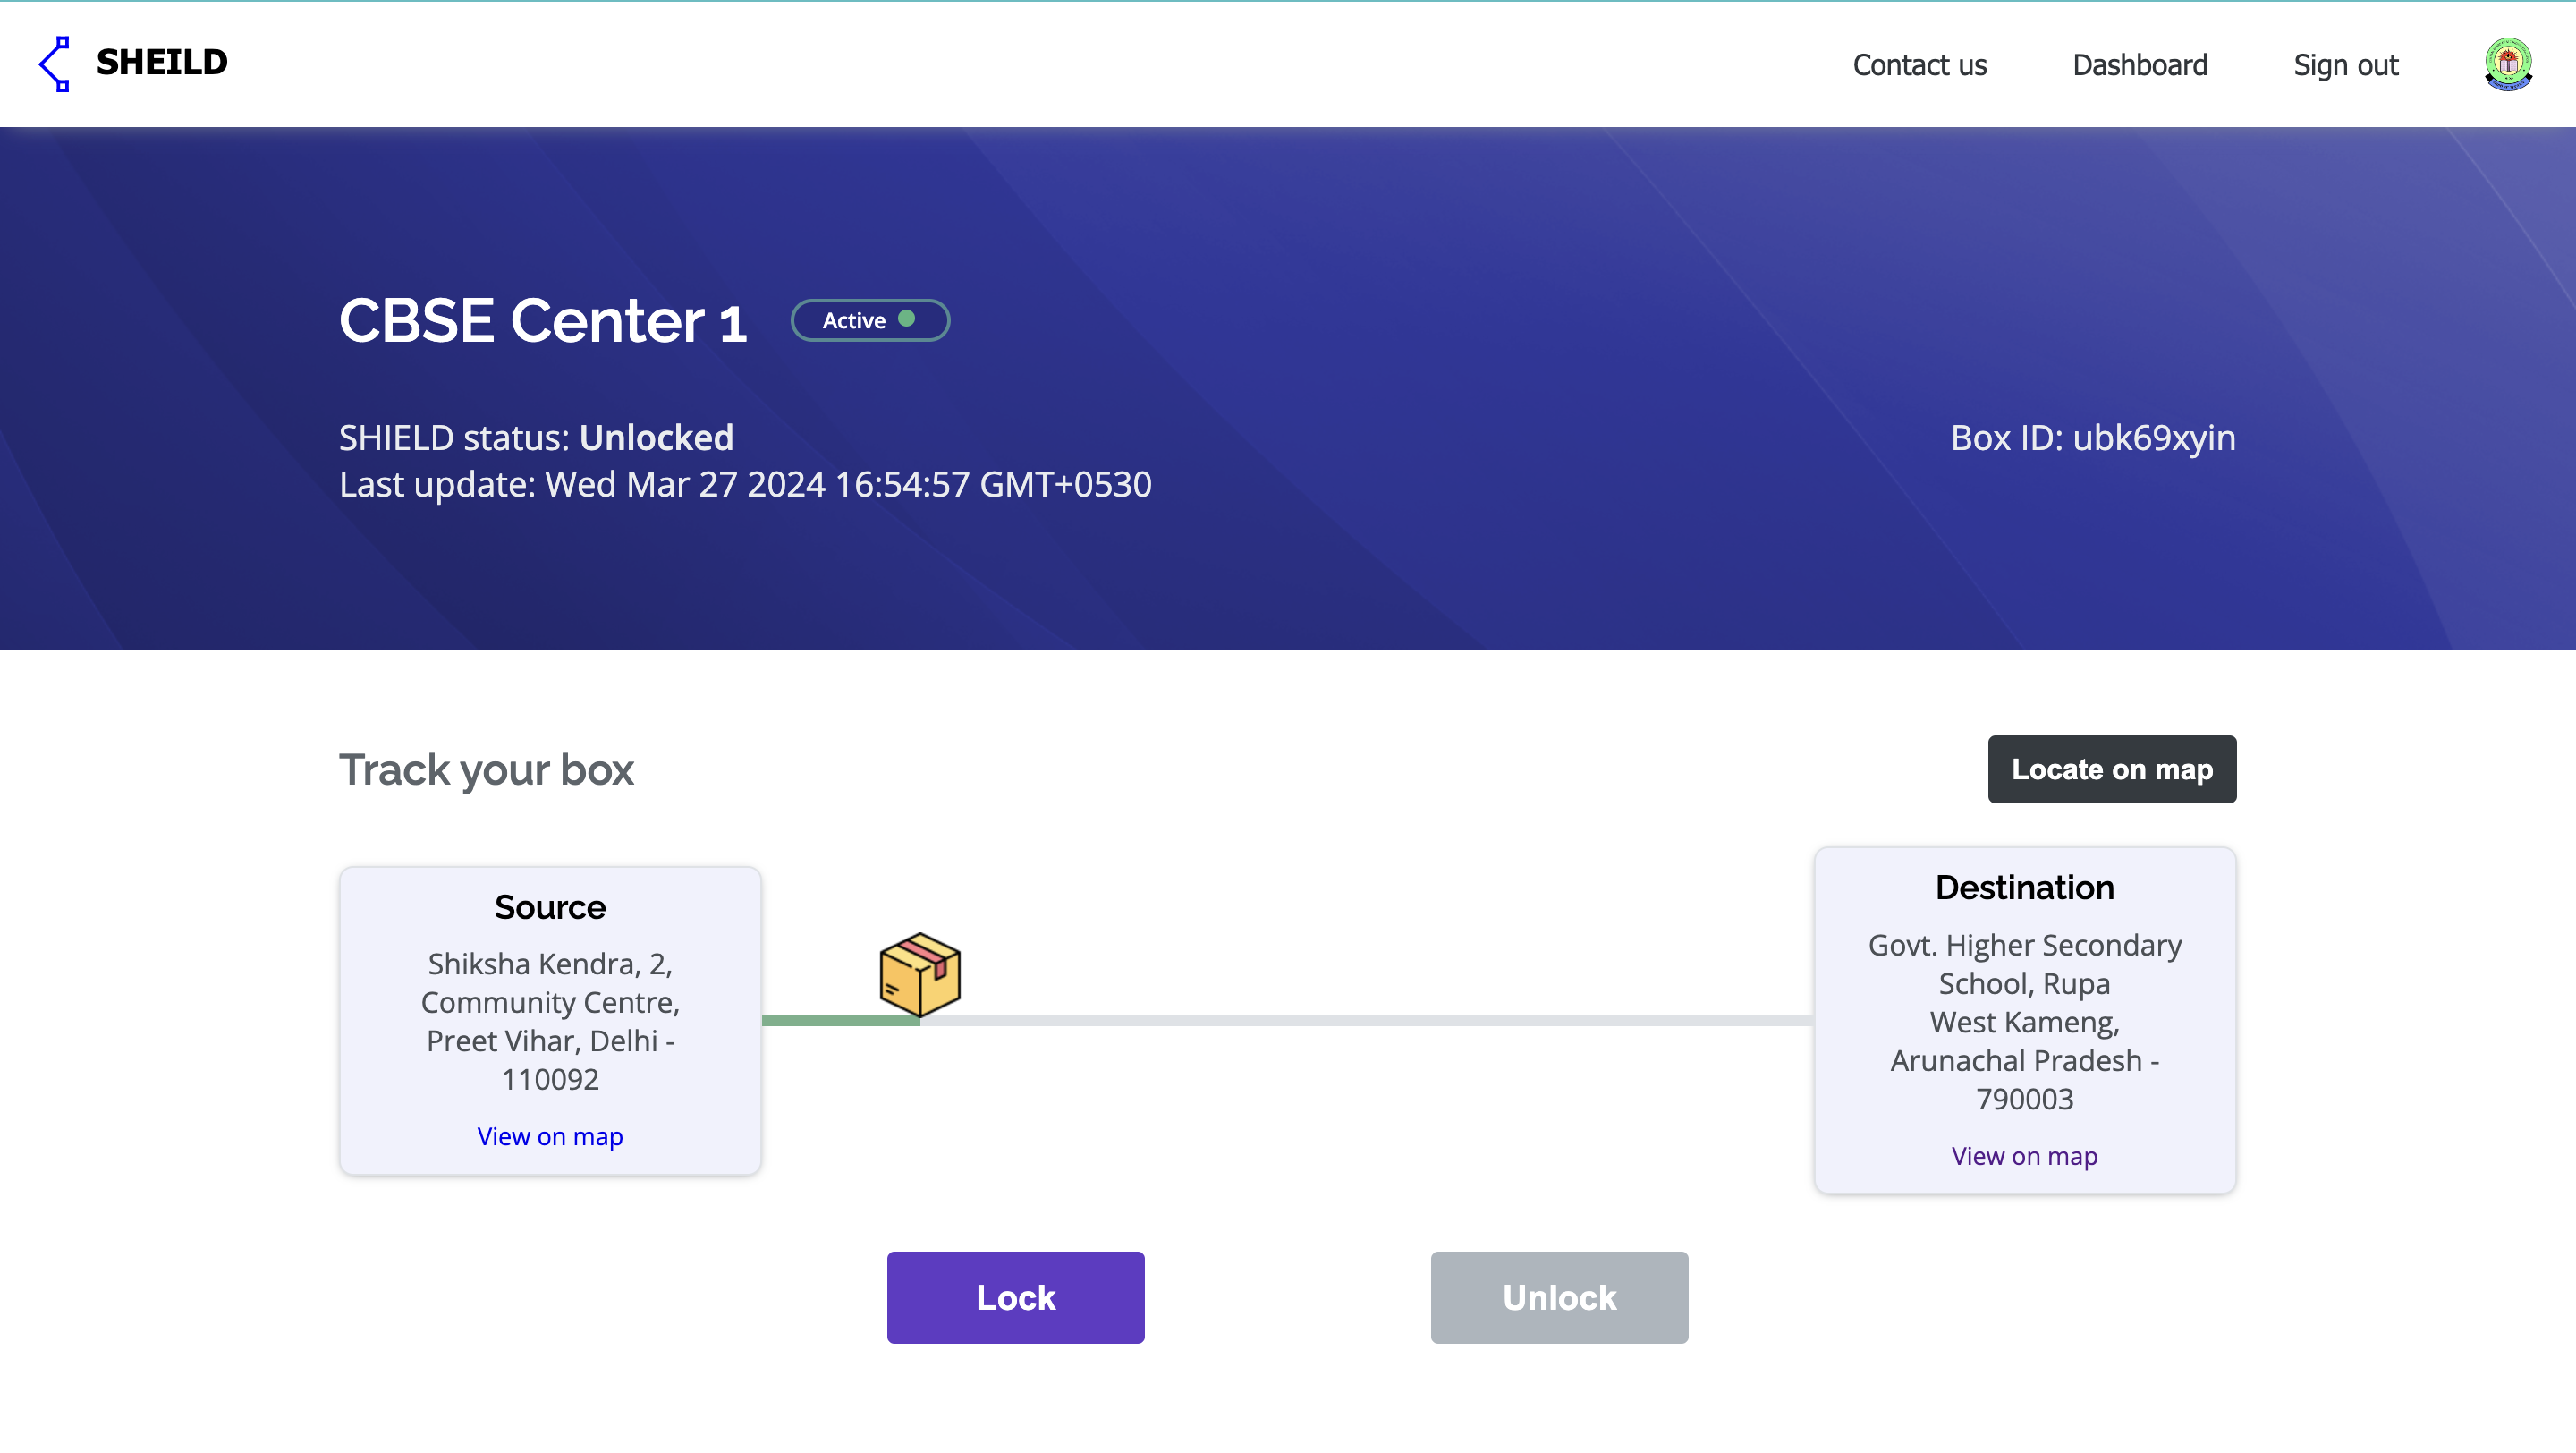 SHEILD
Contact us
Dashboard
Sign out
CBSE Center 1
Active
SHIELD status: Unlocked
Box ID: ubk69xyin
Last update: Wed Mar 27 2024 16:54:57 GMT+0530
Track your box
Locate on map
Source
Shiksha Kendra, 2,
Community Centre,
Preet Vihar, Delhi -
110092
View on map
Destination
Govt. Higher Secondary
School, Rupa
West Kameng,
Arunachal Pradesh -
790003
View on map
Lock
Unlock